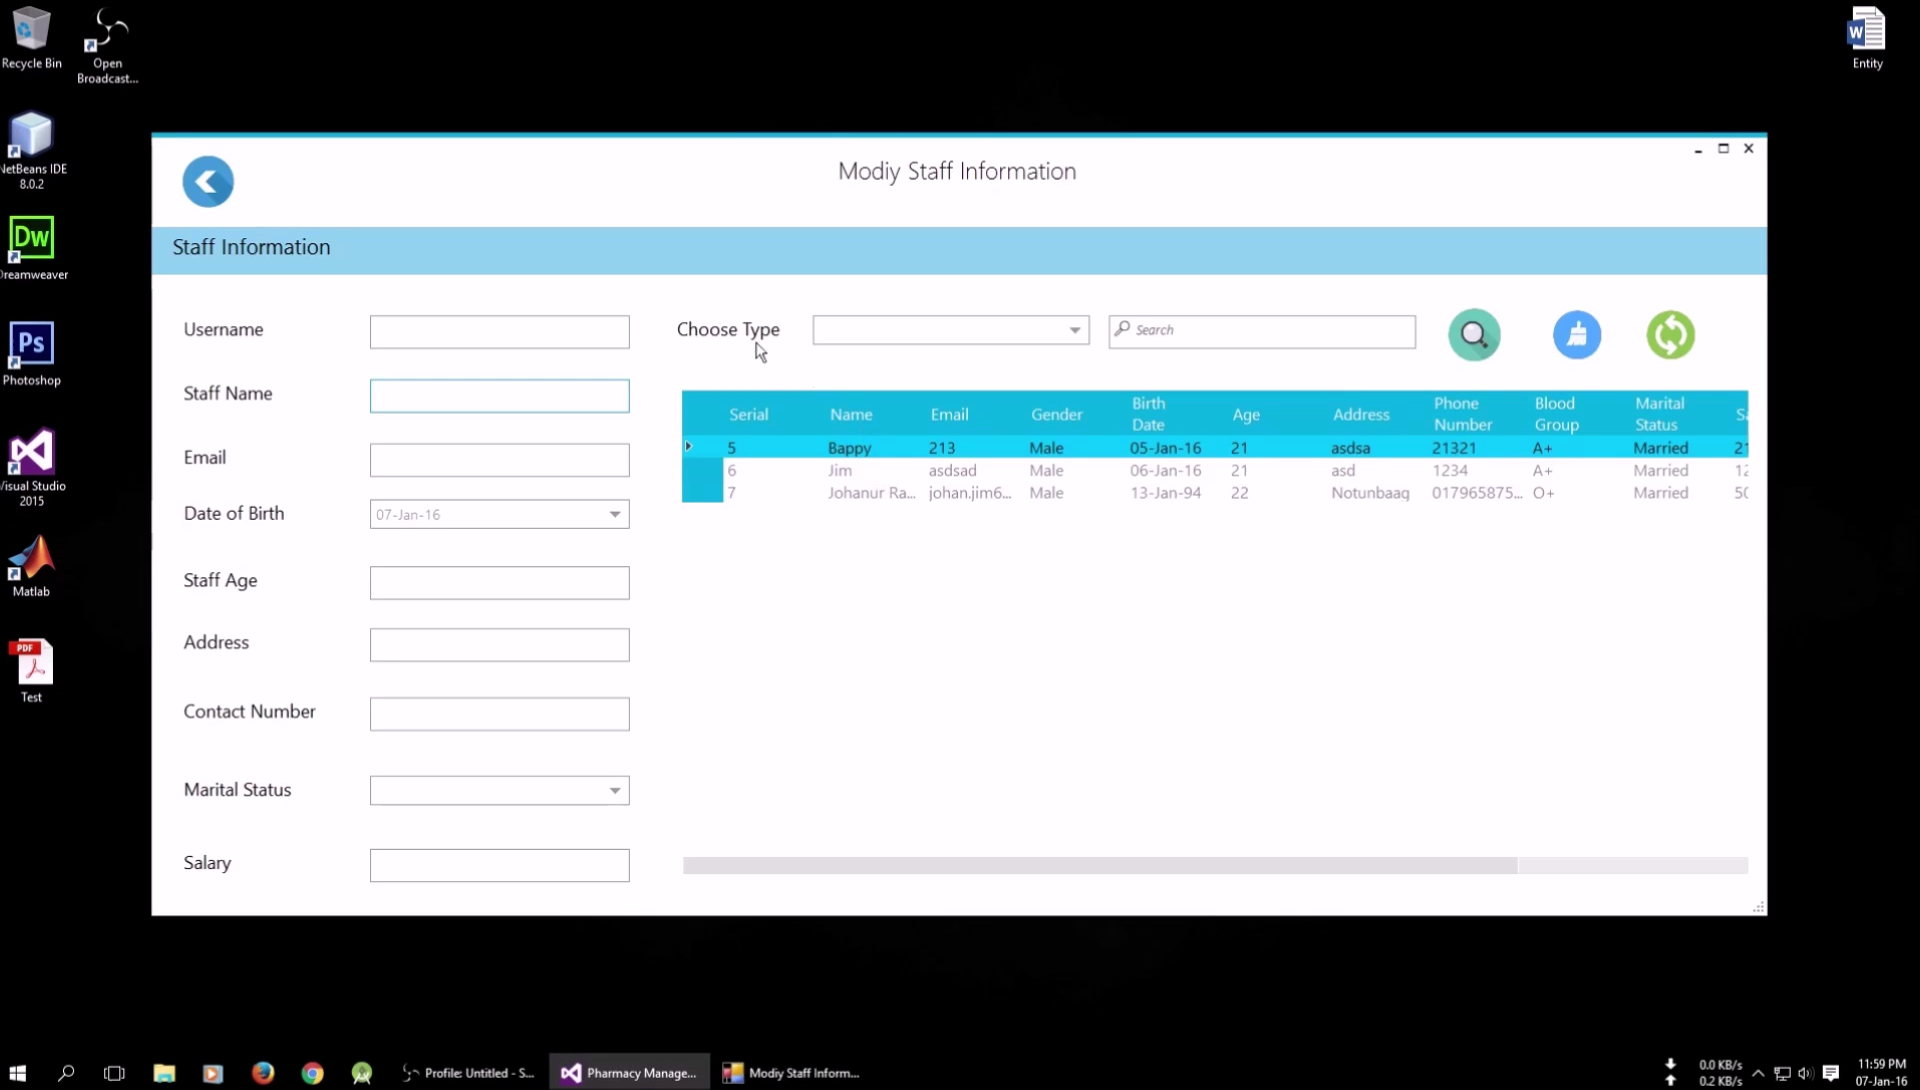 Recycle Bin
Open
Broadcast...
Entity
NetBeans IDE
8.0.2
Dw
Dreamweaver
Ps
Photoshop
Visual Studio
2015
Matlab
PDF
Test
Modiy Staff Information
Staff Information
Username
Choose Type
Search
Staff Name
Email
Date of Birth
07-Jan-16
Staff Age
Address
Contact Number
Marital Status
Salary
Serial Name Email Gender Birth Date Age Address Phone Number Blood Group Marital Status Sa
5 Bappy 213 Male 05-Jan-16 21 asdsa 21321 A+ Married 21
6 Jim asdsad Male 06-Jan-16 21 asd 1234 A+ Married 12
7 Johanur Ra... johan.jim6... Male 13-Jan-94 22 Notunbaag 017965875... O+ Married 50
Profile: Untitled - S...
Pharmacy Manage...
Modiy Staff Inform...
0.0 KB/s
0.2 KB/s
11:59 PM
07-Jan-16